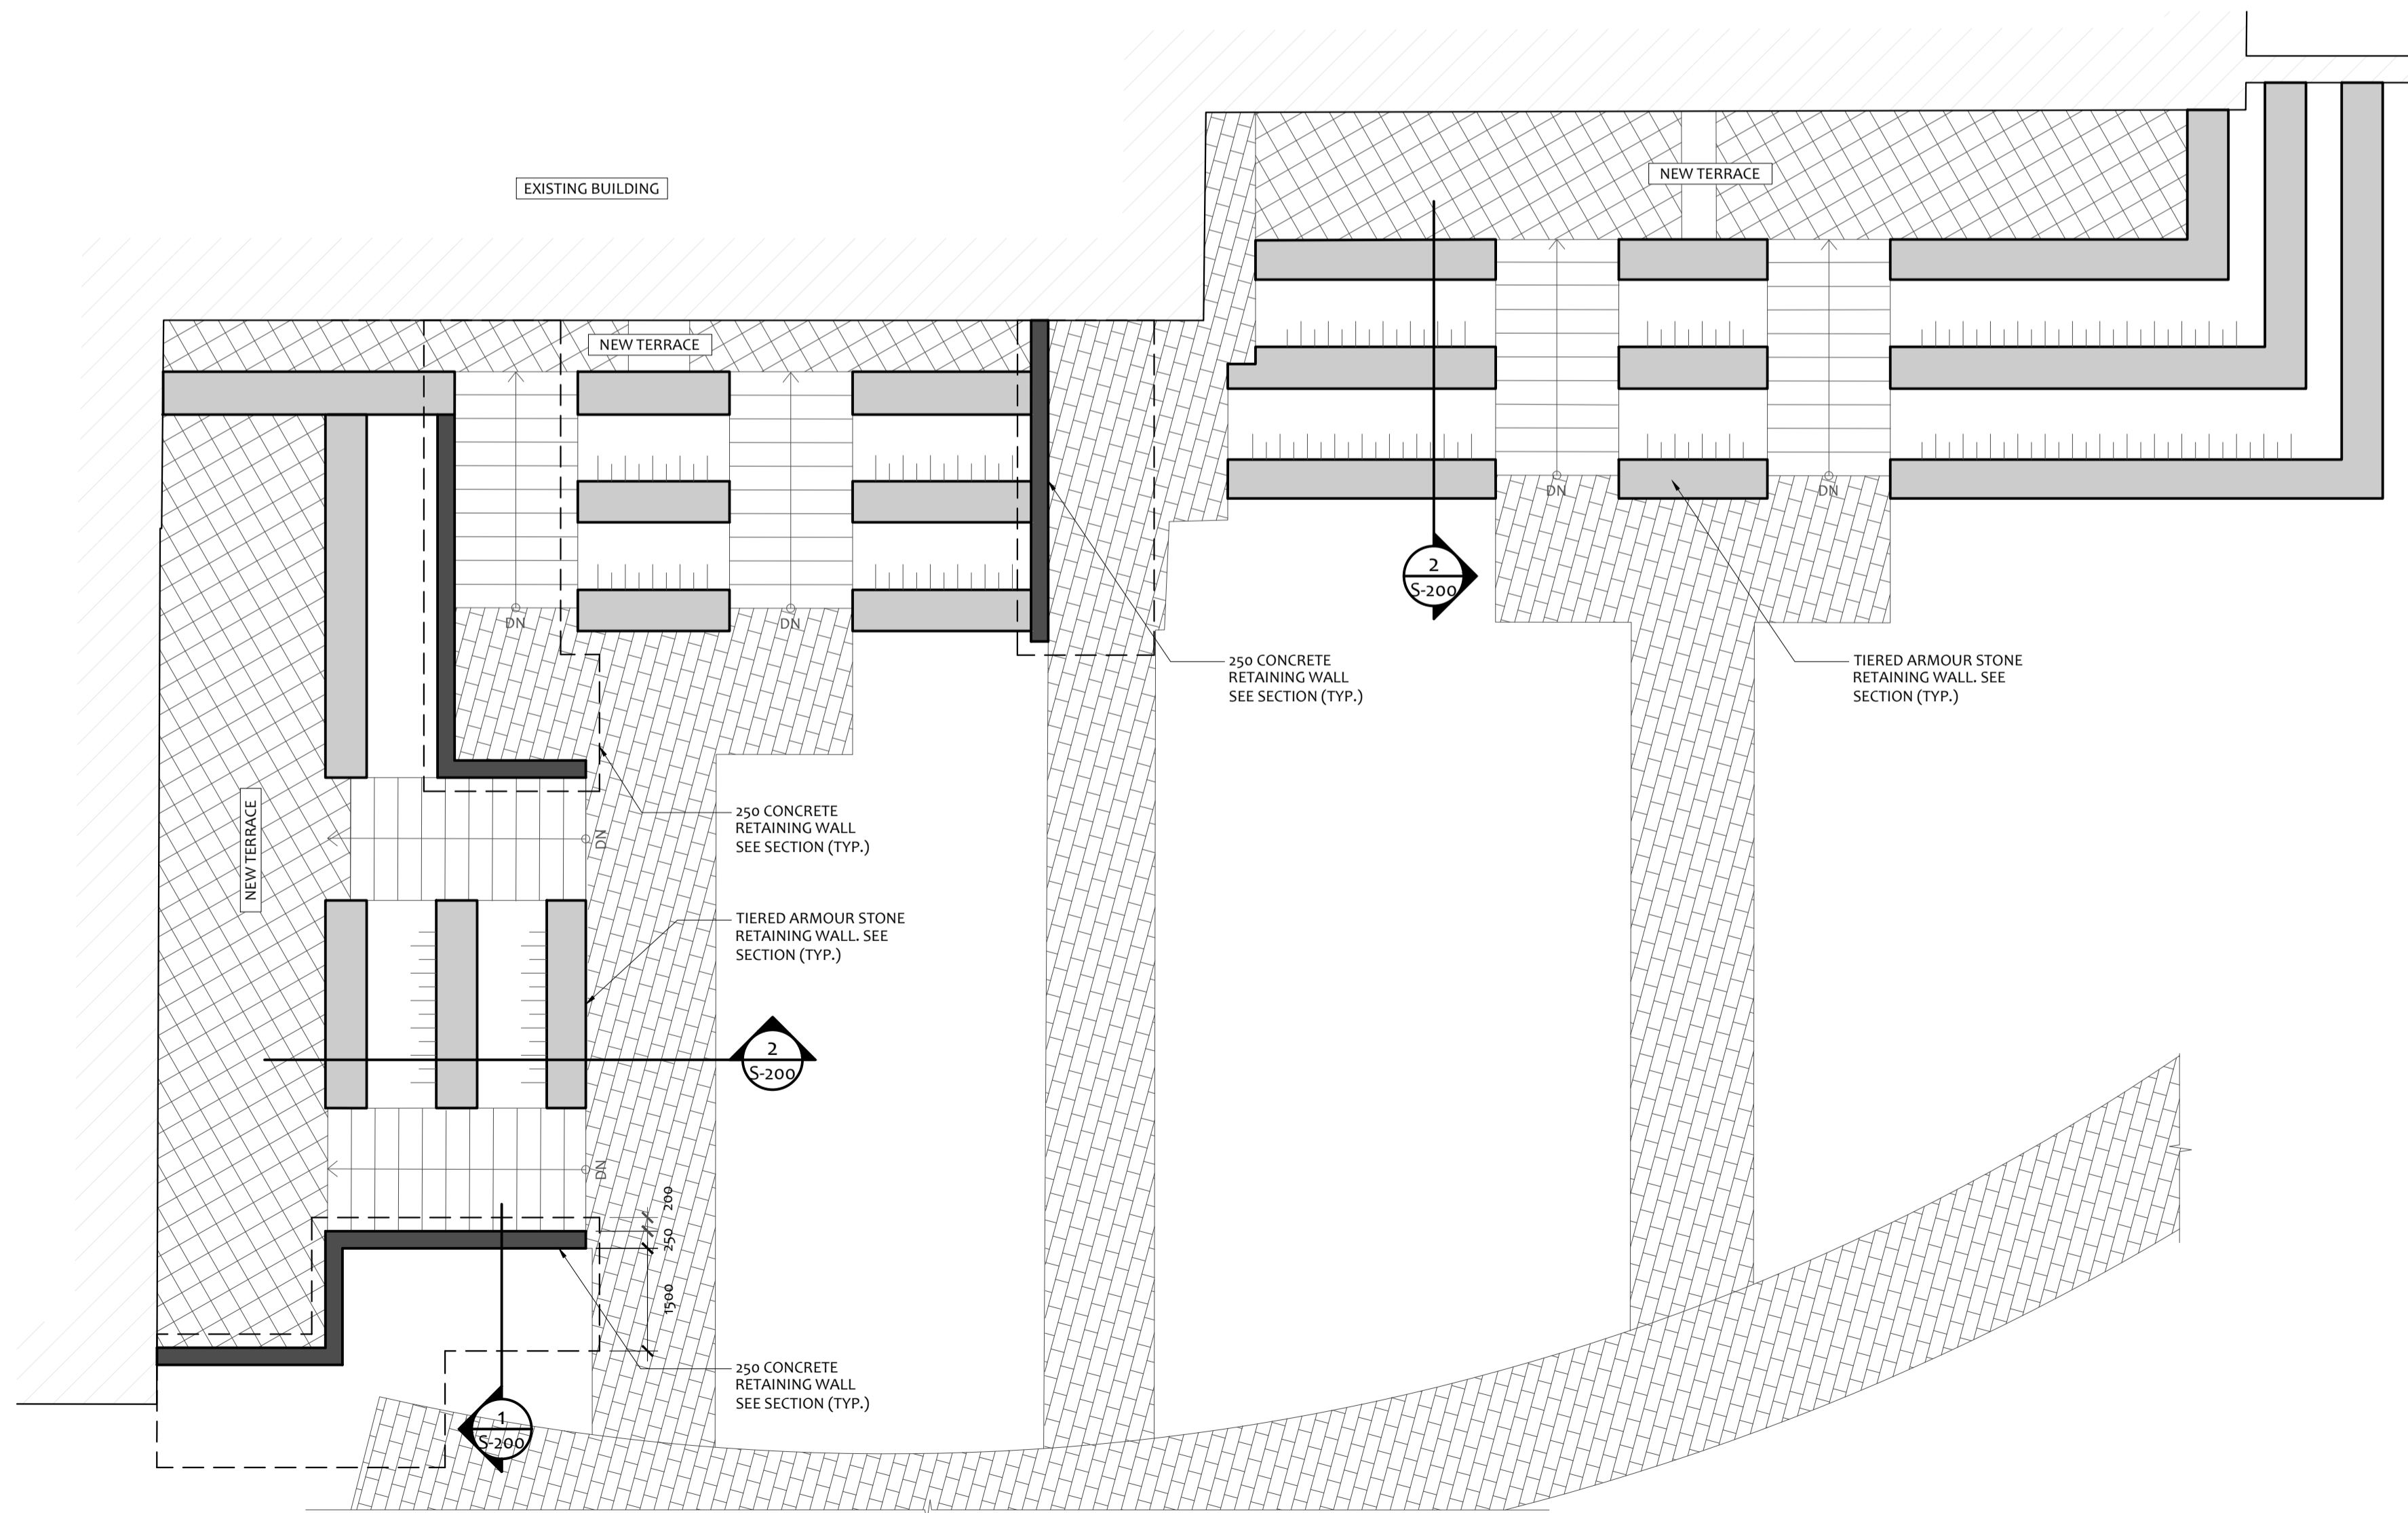 NEW TERRACE
EXISTING BUILDING
NEW TERRACE
DN
DN
2
S-200
DN
DN
250 CONCRETE
RETAINING WALL
SEE SECTION (TYP.)
TIERED ARMOUR STONE
RETAINING WALL. SEE
SECTION (TYP.)
250 CONCRETE
RETAINING WALL
SEE SECTION (TYP.)
NEW TERRACE
DN
TIERED ARMOUR STONE
RETAINING WALL. SEE
SECTION (TYP.)
2
S-200
DN
200
250
1500
250 CONCRETE
RETAINING WALL
SEE SECTION (TYP.)
1
S-200